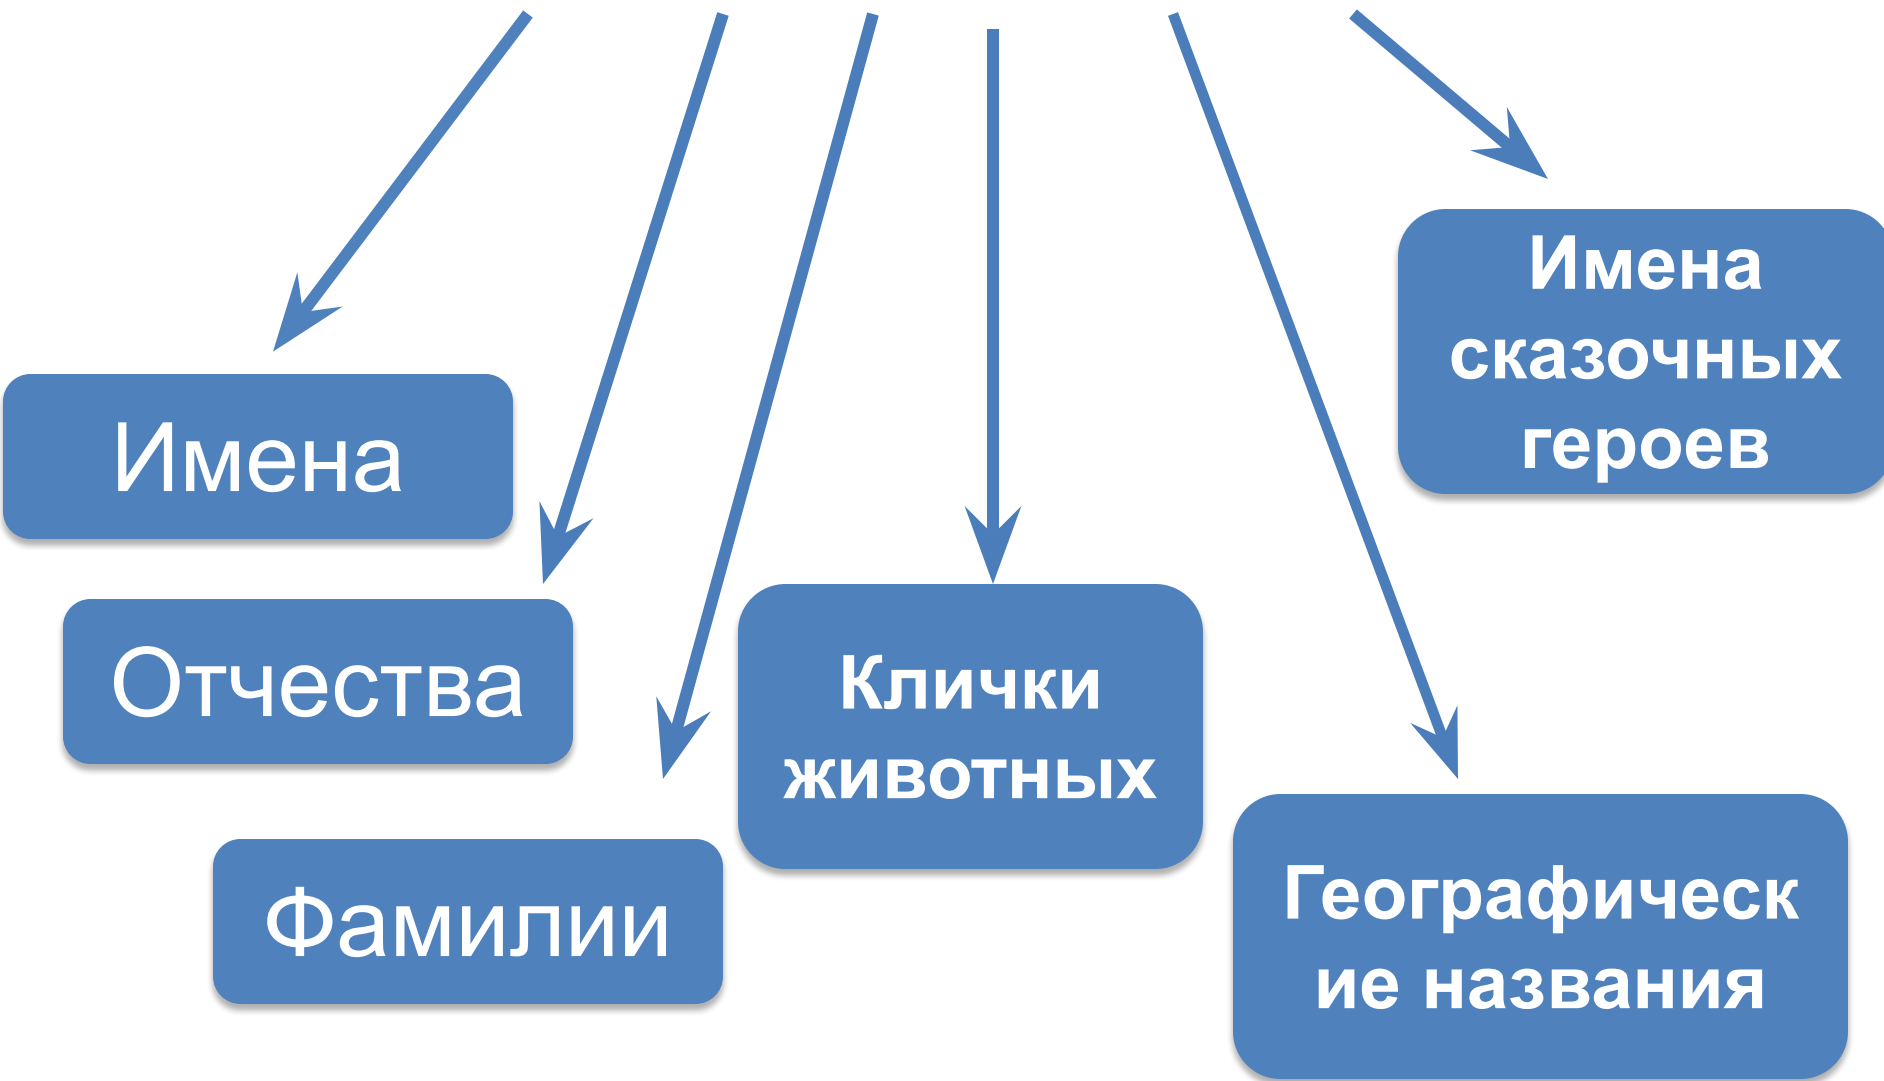 Имена
Отчества
Фамилии
Клички
животных
Географическ
ие названия
Имена
сказочных
героев